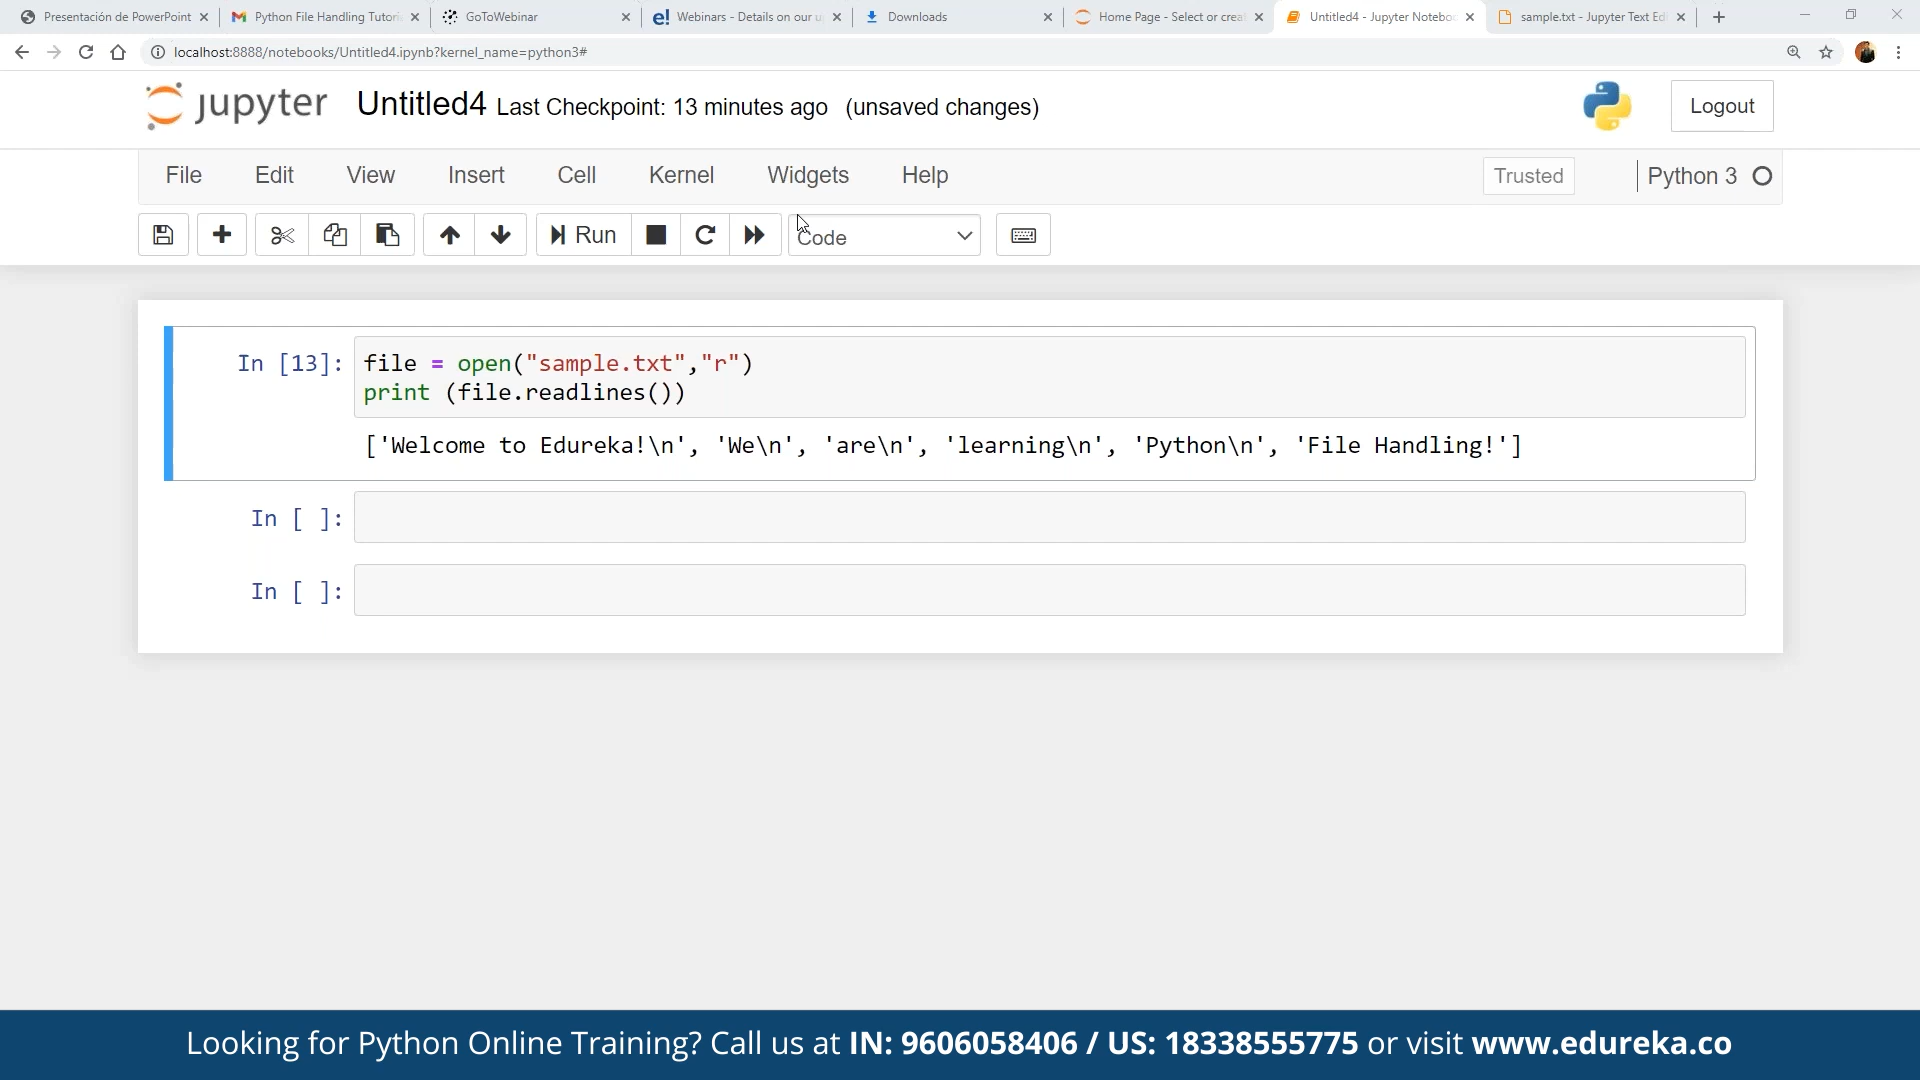 Presentación de PowerPoint
Python File Handling Tutori
GoToWebinar
e! Webinars - Details on our u
Downloads
Home Page - Select or crea
Untitled4 - Jupyter Noteboo
sample.txt - Jupyter Text Ed
localhost:8888/notebooks/Untitled4.ipynb?kernel_name=python3#
jupyter Untitled4 Last Checkpoint: 13 minutes ago (unsaved changes)
Logout
File Edit View Insert Cell Kernel Widgets Help
Trusted
Python 3
Run
Code
In [13]: file = open("sample.txt","r")
print (file.readlines())
['Welcome to Edureka!\n', 'We\n', 'are\n', 'learning\n', 'Python\n', 'File Handling!']
In [ ]:
In [ ]:
Looking for Python Online Training? Call us at IN: 9606058406 / US: 18338555775 or visit www.edureka.co